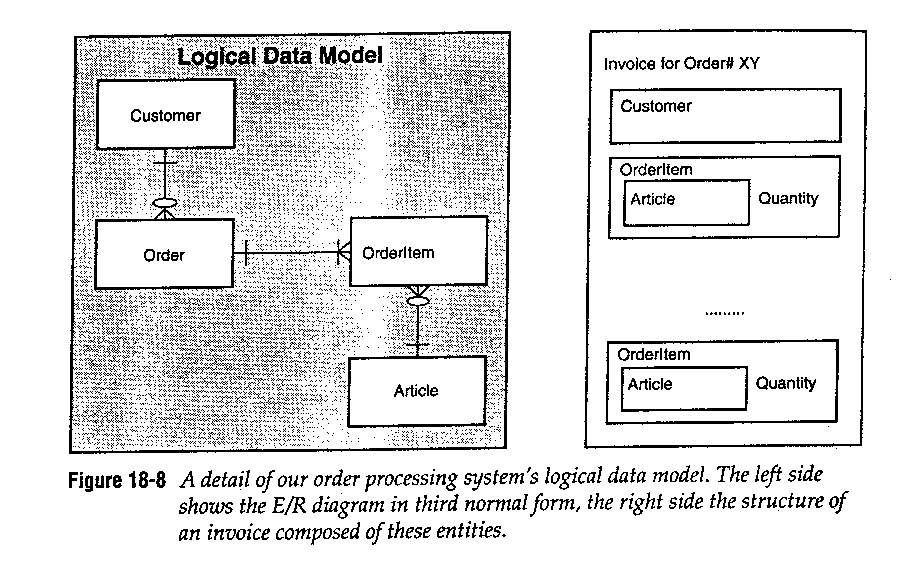 Logical Data Model
Customer
Order
OrderItem
Article
Invoice for Order# XY
Customer
OrderItem
Article
Quantity
.........
OrderItem
Article
Quantity
Figure 18-8 A detail of our order processing system's logical data model. The left side
shows the E/R diagram in third normal form, the right side the structure of
an invoice composed of these entities.